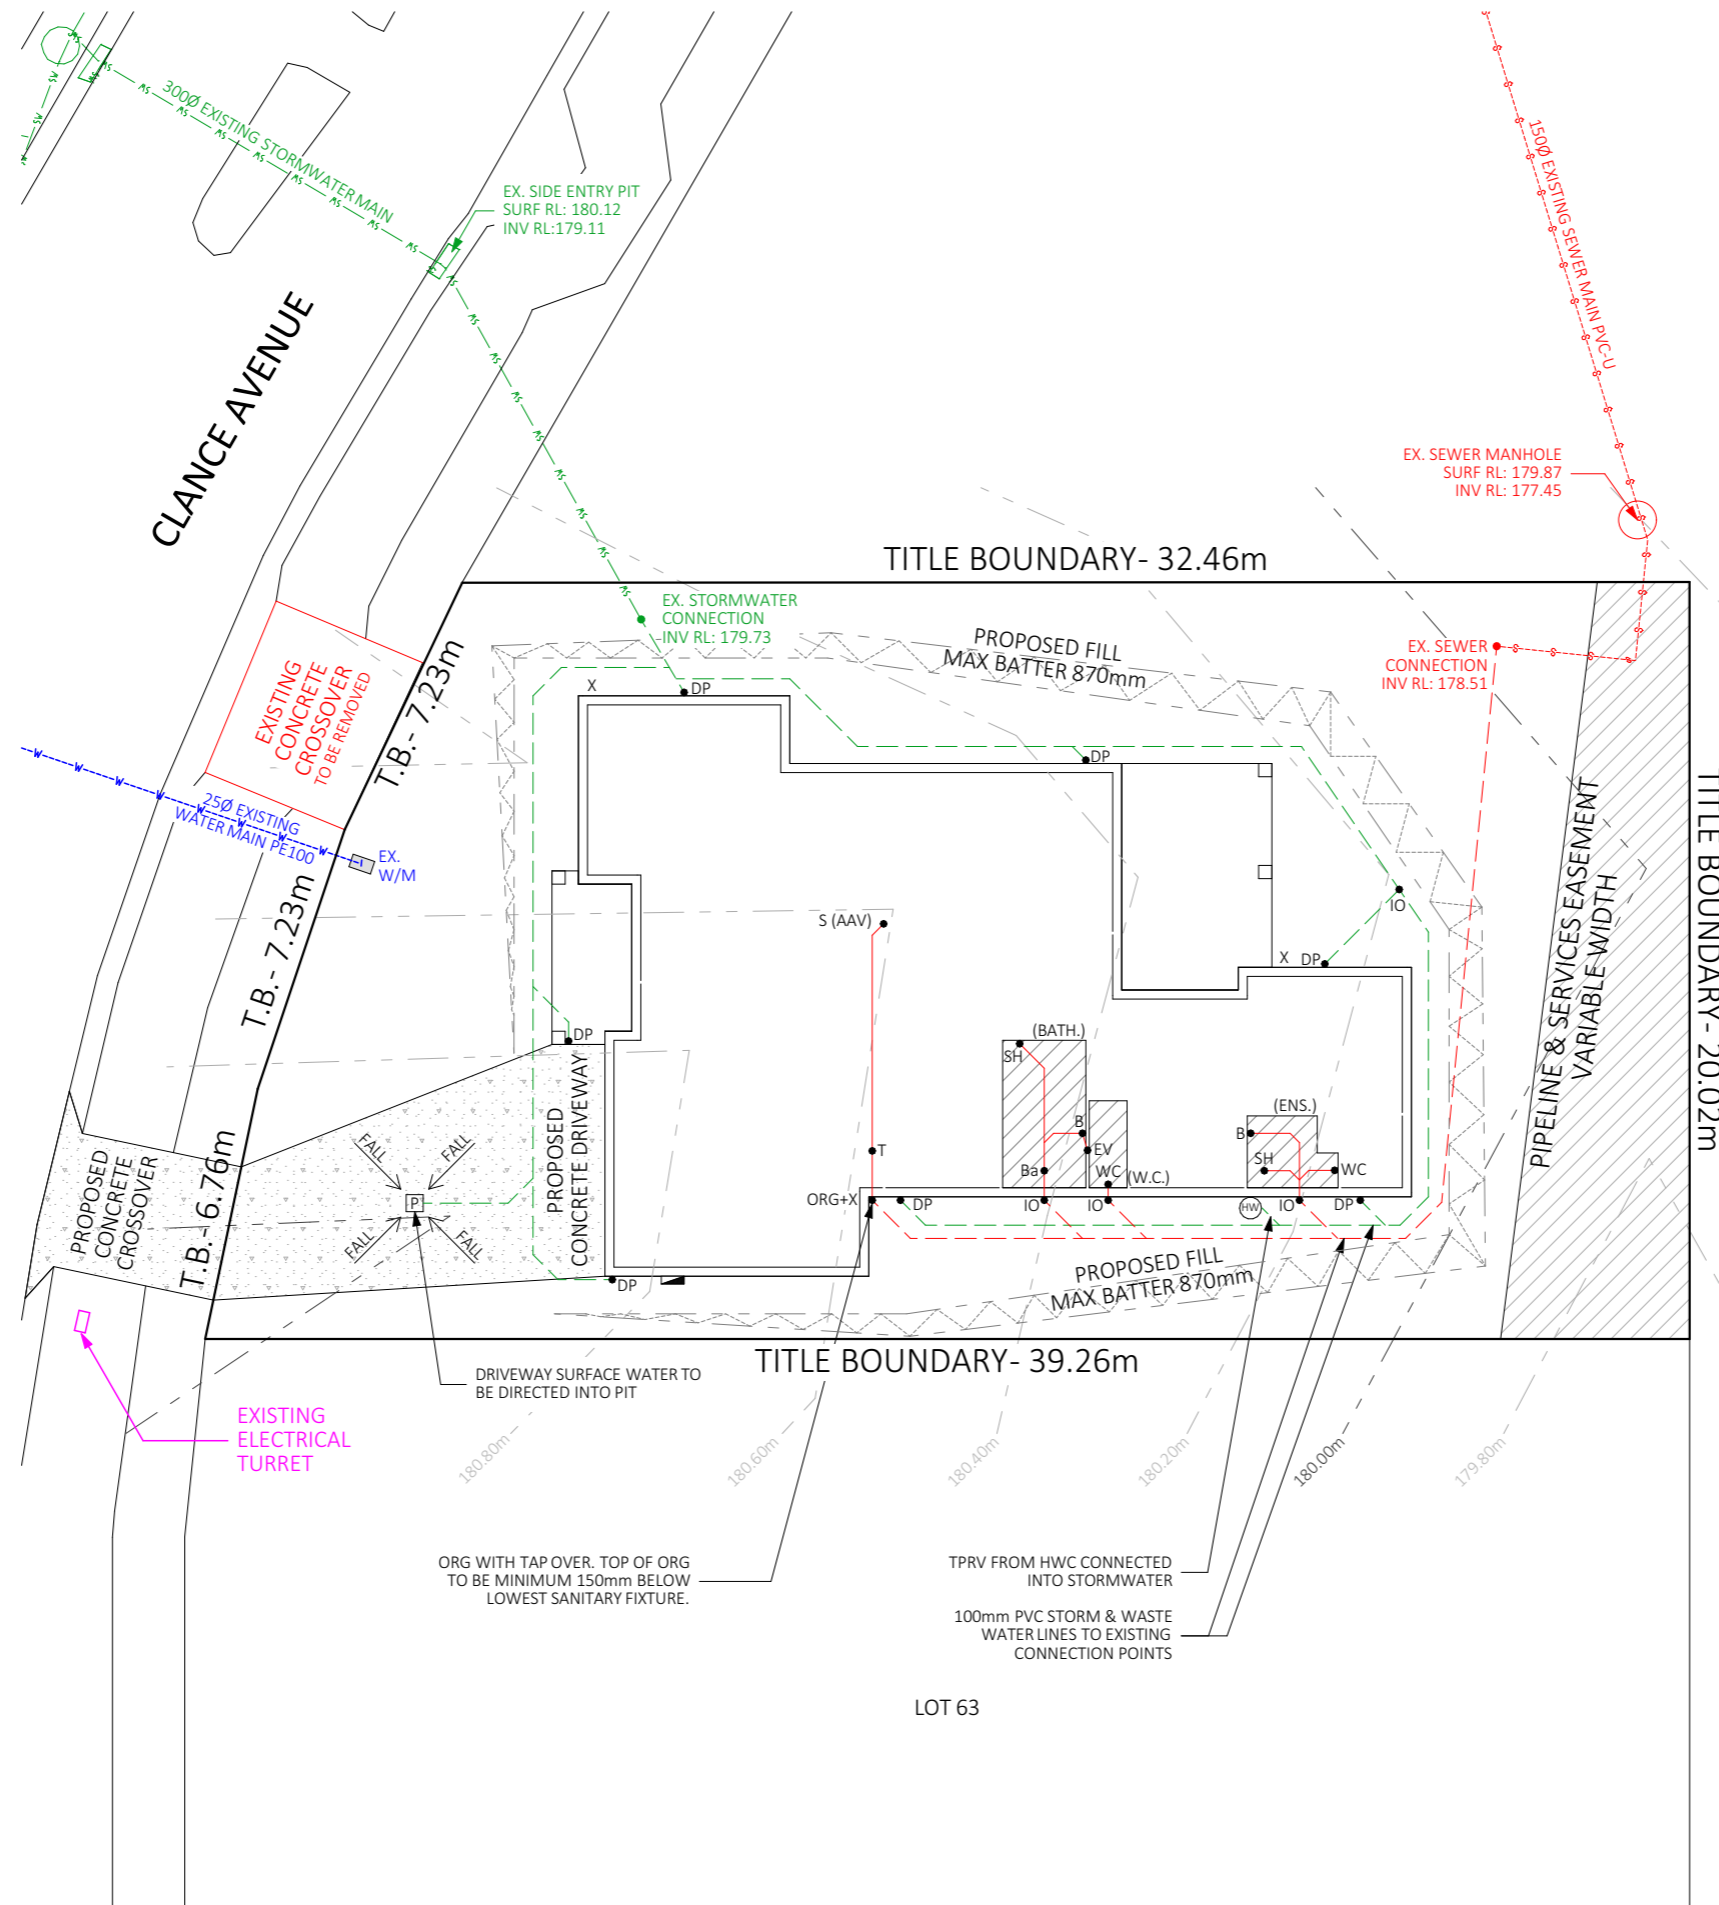 300Ø EXISTING STORMWATER MAIN
EX. SIDE ENTRY PIT
SURF RL: 180.12
INV RL:179.11
150Ø EXISTING SEWER MAIN PVC-U
CLANCE AVENUE
EX. SEWER MANHOLE
SURF RL: 179.87
INV RL: 177.45
TITLE BOUNDARY- 32.46m
EX. STORMWATER
CONNECTION
INV RL: 179.73
PROPOSED FILL
MAX BATTER 870mm
EX. SEWER
CONNECTION
INV RL: 178.51
EXISTING
CONCRETE
CROSSOVER
TO BE REMOVED
T.B.- 7.23m
X
DP
DP
25Ø EXISTING
WATER MAIN PE100
EX.
W/M
T.B.- 7.23m
S (AAV)
IO
X
DP
PIPELINE & SERVICES EASEMENT
VARIABLE WIDTH
TITLE BOUNDARY- 20.02m
DP
(BATH.)
SH
B
EV
Ba
WC
(W.C.)
(ENS.)
B
SH
WC
T
PROPOSED
CONCRETE DRIVEWAY
FALL
FALL
P
FALL
FALL
PROPOSED
CONCRETE
CROSSOVER
T.B.- 6.76m
ORG+X
DP
IO
IO
HW
IO
DP
DP
PROPOSED FILL
MAX BATTER 870mm
TITLE BOUNDARY- 39.26m
DRIVEWAY SURFACE WATER TO
BE DIRECTED INTO PIT
EXISTING
ELECTRICAL
TURRET
180.80m
180.60m
180.40m
180.20m
180.00m
179.80m
ORG WITH TAP OVER. TOP OF ORG
TO BE MINIMUM 150mm BELOW
LOWEST SANITARY FIXTURE.
TPRV FROM HWC CONNECTED
INTO STORMWATER
100mm PVC STORM & WASTE
WATER LINES TO EXISTING
CONNECTION POINTS
LOT 63